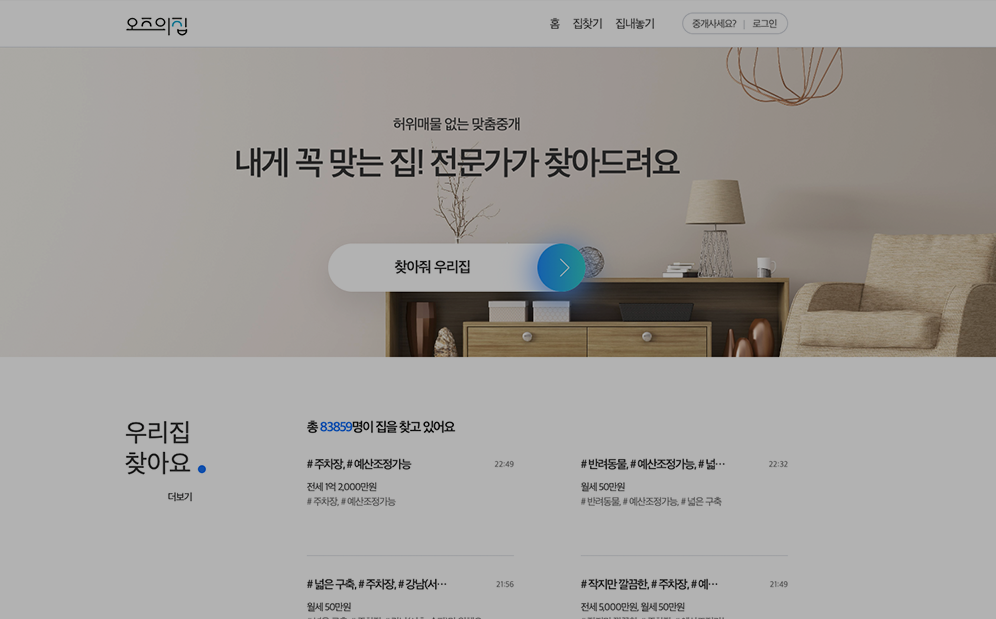 오즈의집
홈 집찾기 집내놓기 중개사세요? | 로그인
허위매물 없는 맞춤중개
내게 꼭 맞는 집! 전문가가 찾아드려요
찾아줘 우리집
우리집
찾아요
더보기
총 83859명이 집을 찾고 있어요
# 주차장, # 예산조정가능 22:49
전세 1억 2,000만원
# 주차장, # 예산조정가능
# 반려동물, # 예산조정가능, # 넓··· 22:32
월세 50만원
# 반려동물, # 예산조정가능, # 넓은 구축
# 넓은 구축, # 주차장, # 강남(서··· 21:56
월세 50만원
# 작지만 깔끔한, # 주차장, # 예··· 21:49
전세 5,000만원, 월세 50만원